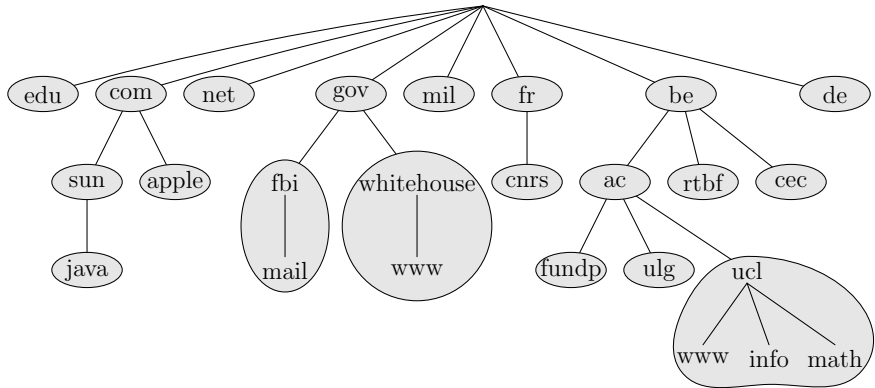 edu com net gov mil fr be de
sun apple fbi whitehouse cnrs ac rtbf cec
java mail www fundp ulg ucl
www info math